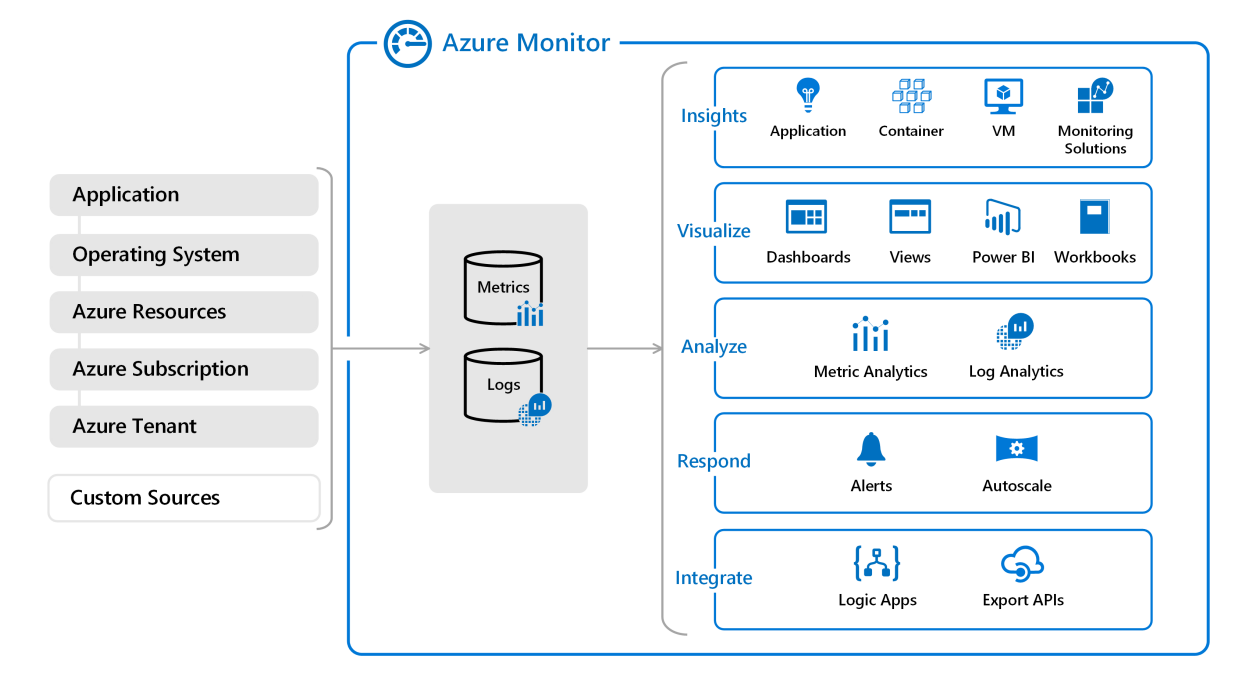 Azure Monitor
Application
Operating System
Azure Resources
Azure Subscription
Azure Tenant
Custom Sources
Metrics
Logs
Insights
Application
Container
VM
Monitoring
Solutions
Visualize
Dashboards
Views
Power BI
Workbooks
Analyze
Metric Analytics
Log Analytics
Respond
Alerts
Autoscale
Integrate
Logic Apps
Export APIs